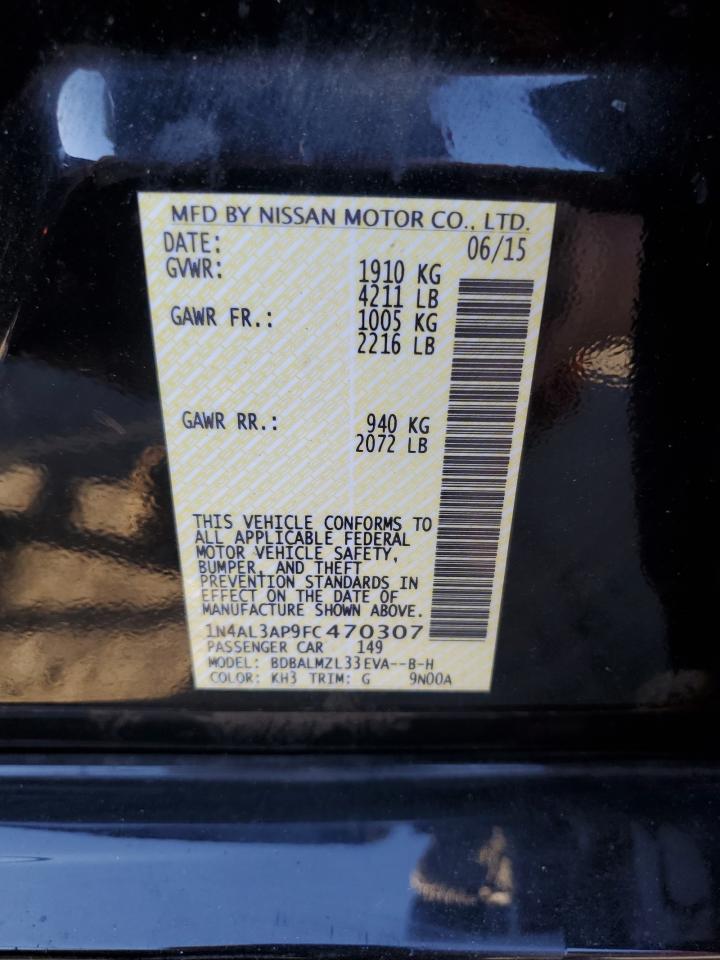 MFD BY NISSAN MOTOR CO., LTD.
DATE: 06/15
GVWR: 1910 KG
4211 LB
GAWR FR.: 1005 KG
2216 LB
GAWR RR.: 940 KG
2072 LB
THIS VEHICLE CONFORMS TO
ALL APPLICABLE FEDERAL
MOTOR VEHICLE SAFETY,
BUMPER, AND THEFT
PREVENTION STANDARDS IN
EFFECT ON THE DATE OF
MANUFACTURE SHOWN ABOVE.
1N4AL3AP9FC470307
PASSENGER CAR 149
MODEL: BDBALMZL33EVA--B-H
COLOR: KH3 TRIM: G 9N00A